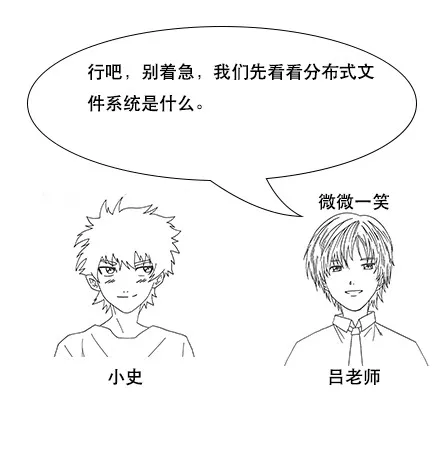 行吧，别着急，我们先看看分布式文
件系统是什么。
微微一笑
小史
吕老师